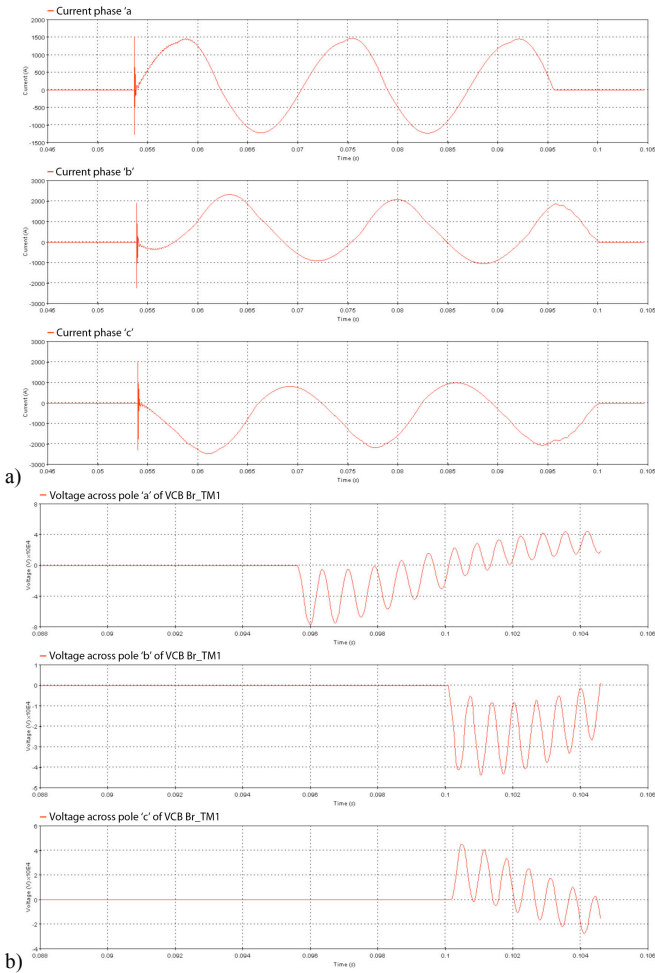 Current phase 'a
Current (A)
2000
1500
1000
500
0
-500
-1000
-1500
0.045 0.05 0.055 0.06 0.065 0.07 0.075 0.08 0.085 0.09 0.095 0.1 0.105
Time (s)
Current phase 'b'
Current (A)
3000
2000
1000
0
-1000
-2000
-3000
0.045 0.05 0.055 0.06 0.065 0.07 0.075 0.08 0.085 0.09 0.095 0.1 0.105
Time (s)
Current phase 'c'
Current (A)
3000
2000
1000
0
-1000
-2000
-3000
0.045 0.05 0.055 0.06 0.065 0.07 0.075 0.08 0.085 0.09 0.095 0.1 0.105
Time (s)
a)
Voltage across pole 'a' of VCB Br_TM1
Voltage (V) x10E4
8
4
0
-4
-8
0.088 0.09 0.092 0.094 0.096 0.098 0.1 0.102 0.104 0.106
Time (s)
Voltage across pole 'b' of VCB Br_TM1
Voltage (V) x10E4
1
0
-1
-2
-3
-4
-5
0.088 0.09 0.092 0.094 0.096 0.098 0.1 0.102 0.104 0.106
Time (s)
Voltage across pole 'c' of VCB Br_TM1
Voltage (V) x10E4
6
4
2
0
-2
-4
0.088 0.09 0.092 0.094 0.096 0.098 0.1 0.102 0.104 0.106
Time (s)
b)